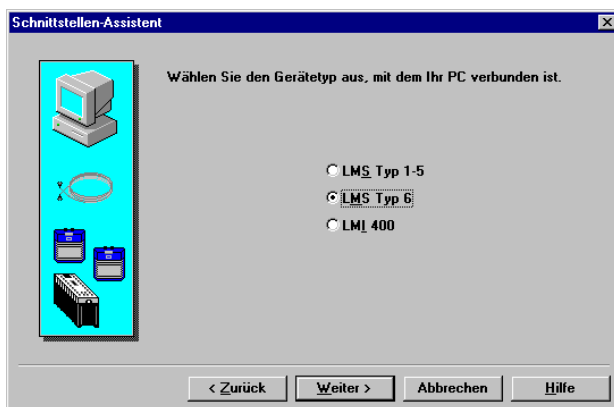 Schnittstellen-Assistent
Wählen Sie den Gerätetyp aus, mit dem Ihr PC verbunden ist.
LMS Typ 1-5
LMS Typ 6
LMI 400
< Zurück Weiter > Abbrechen Hilfe